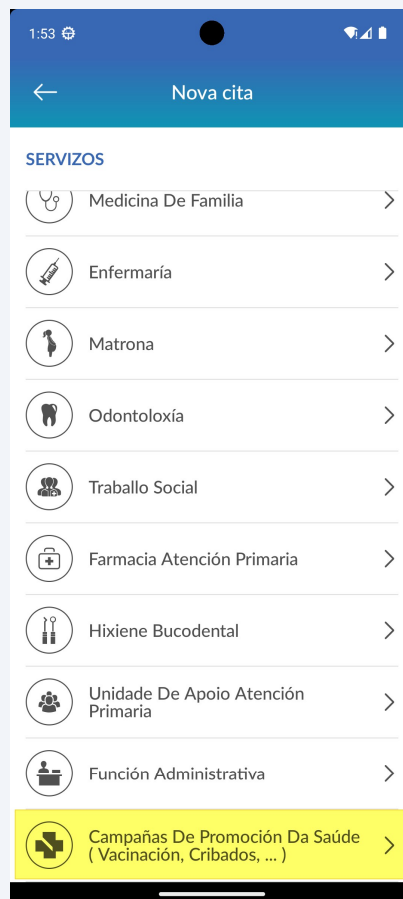 1:53
Nova cita
SERVIZOS
Medicina De Familia
Enfermaría
Matrona
Odontoloxía
Traballo Social
Farmacia Atención Primaria
Hixiene Bucodental
Unidade De Apoio Atención
Primaria
Función Administrativa
Campañas De Promoción Da Saúde
( Vacinación, Cribados, ... )